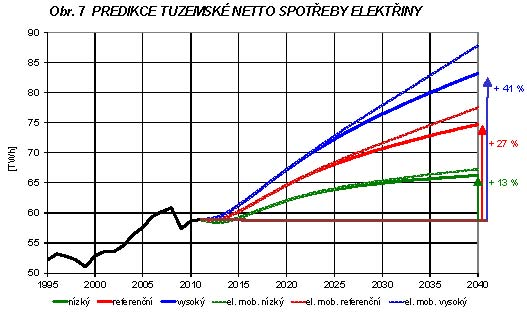 Obr. 7 PREDIKCE TUZEMSKÉ NETTO SPOTŘEBY ELEKTŘINY
90
85
80
75
70
65
60
55
50
[TWh]
+ 41 %
+ 27 %
+ 13 %
1995 2000 2005 2010 2015 2020 2025 2030 2035 2040
nízký referenční vysoký el. mob. nízký el. mob. referenční el. mob. vysoký